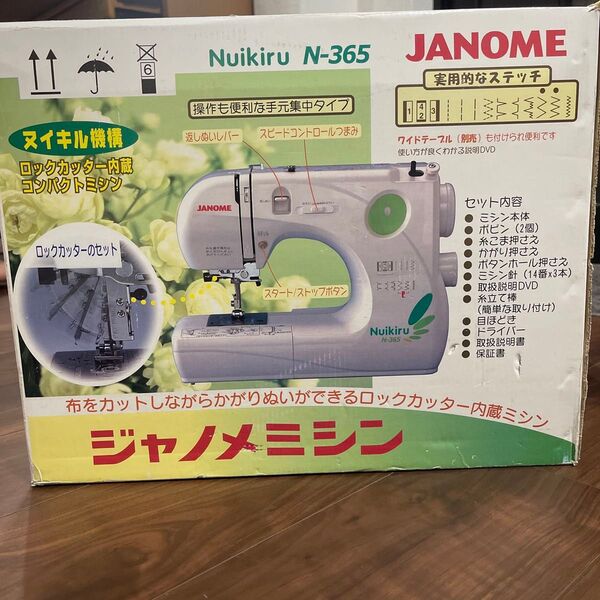 Nuikiru N-365
JANOME
6
実用的なステッチ
1 4 2 3
操作も便利な手元集中タイプ
返しぬいレバー
スピードコントロールつまみ
ワイドテーブル(別売)も付けられ便利です
使い方が良くわかる説明DVD
ヌイキル機構
ロックカッター内蔵
コンパクトミシン
ロックカッターのセット
JANOME
スタート/ストップボタン
Nuikiru
N-365
セット内容
●ミシン本体
●ボビン(2個)
●糸こま押さえ
●かがり押さえ
●ボタンホール押さえ
●ミシン針(14番x3本)
●取扱説明DVD
●糸立て棒
(簡単な取り付け)
●目ほどき
●ドライバー
●取扱説明書
●保証書
布をカットしながらかがりぬいができるロックカッター内蔵ミシン
ジャノメミシン